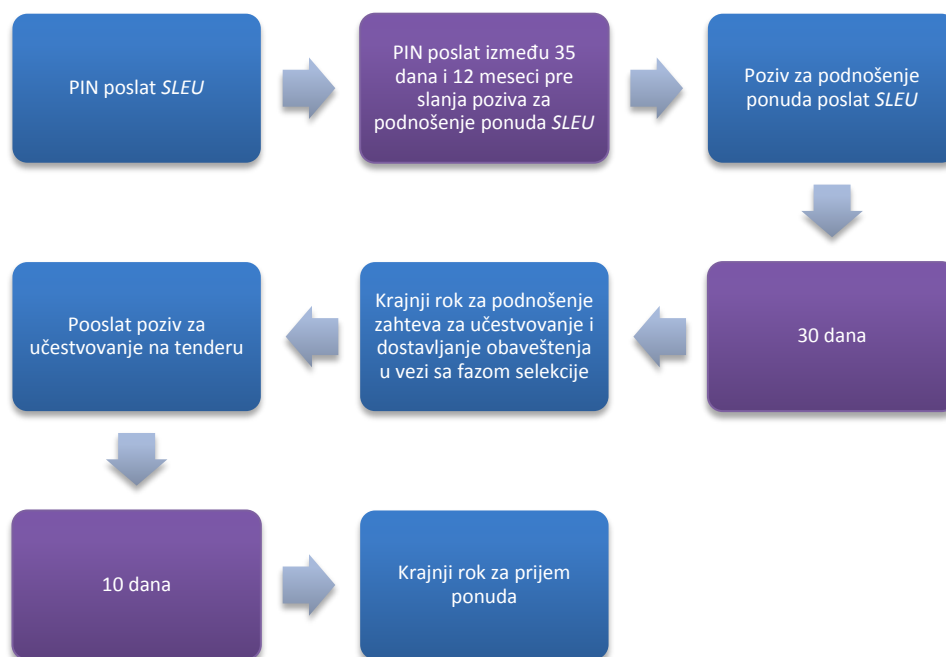 PIN poslat SLEU
PIN poslat između 35
dana i 12 meseci pre
slanja poziva za
podnošenje ponuda SLEU
Poziv za podnošenje
ponuda poslat SLEU
30 dana
Krajnji rok za podnošenje
zahteva za učestvovanje i
dostavljanje obaveštenja
u vezi sa fazom selekcije
Pooslat poziv za
učestvovanje na tenderu
10 dana
Krajnji rok za prijem
ponuda